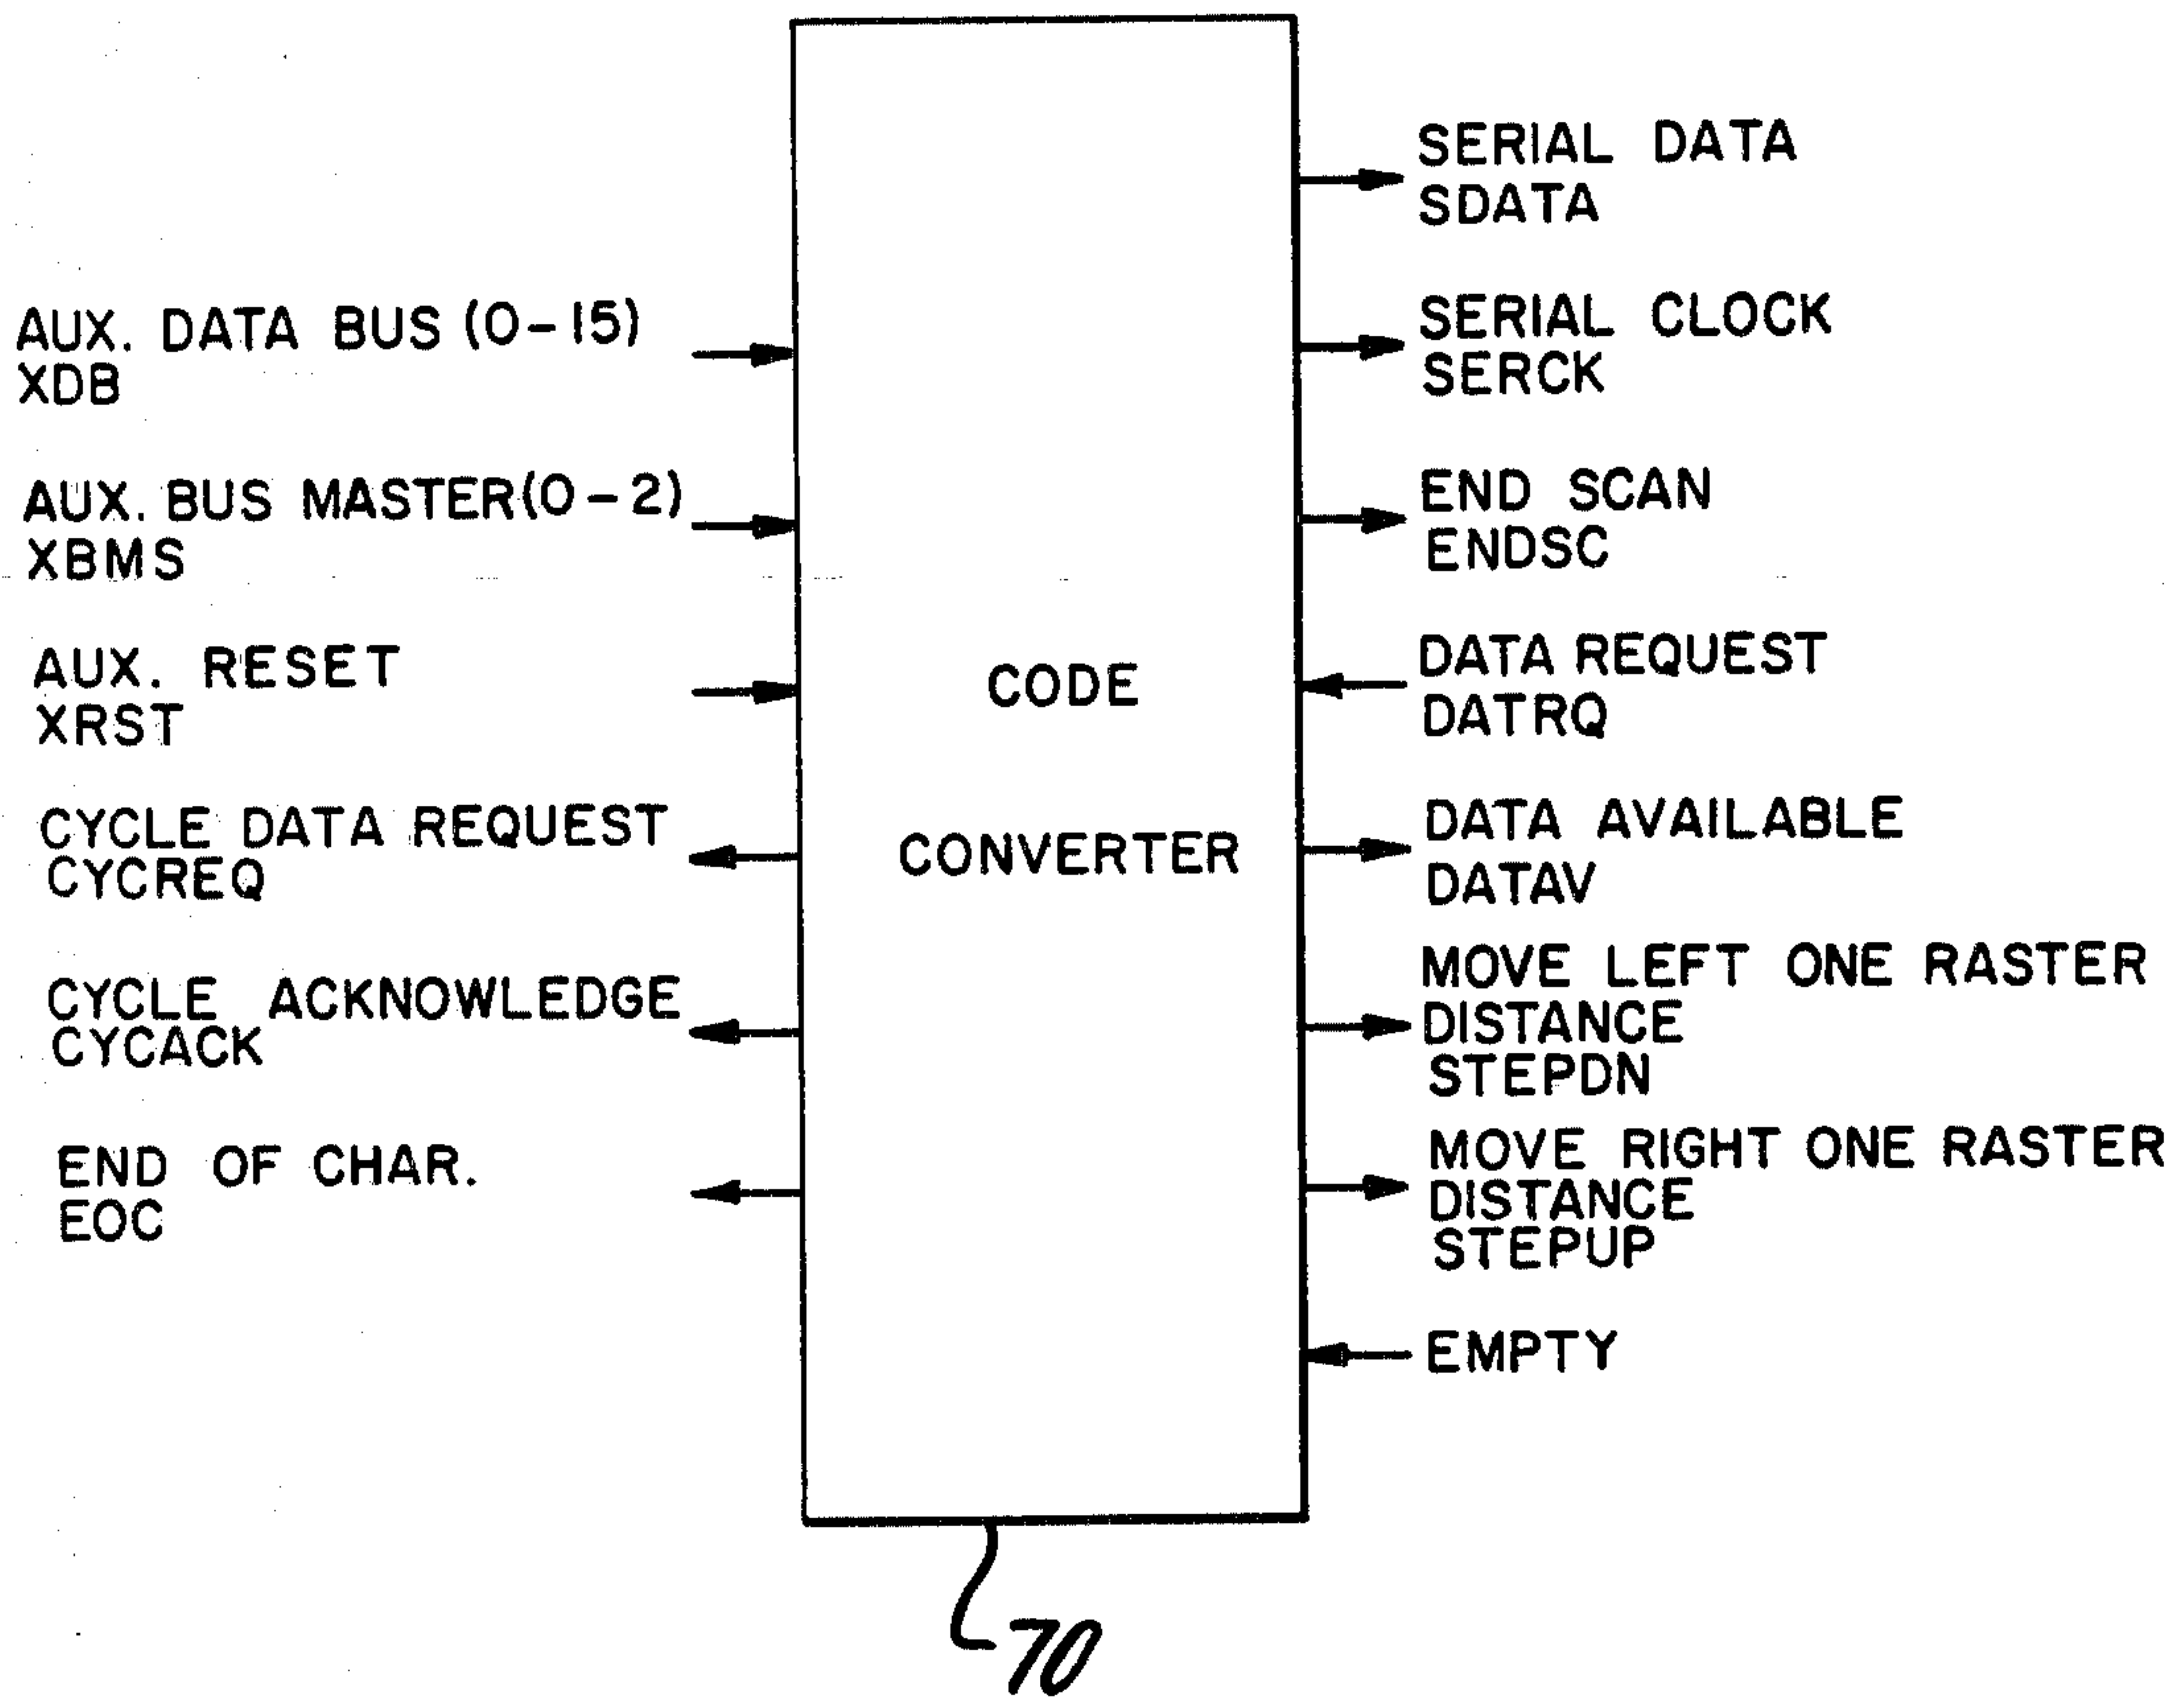 AUX. DATA BUS (0-15)
XDB
AUX. BUS MASTER(0-2)
XBMS
AUX. RESET
XRST
CYCLE DATA REQUEST
CYCREQ
CYCLE ACKNOWLEDGE
CYCACK
END OF CHAR.
EOC
CODE
CONVERTER
SERIAL DATA
SDATA
SERIAL CLOCK
SERCK
END SCAN
ENDSC
DATA REQUEST
DATRQ
DATA AVAILABLE
DATAV
MOVE LEFT ONE RASTER
DISTANCE
STEPDN
MOVE RIGHT ONE RASTER
DISTANCE
STEPUP
EMPTY
70